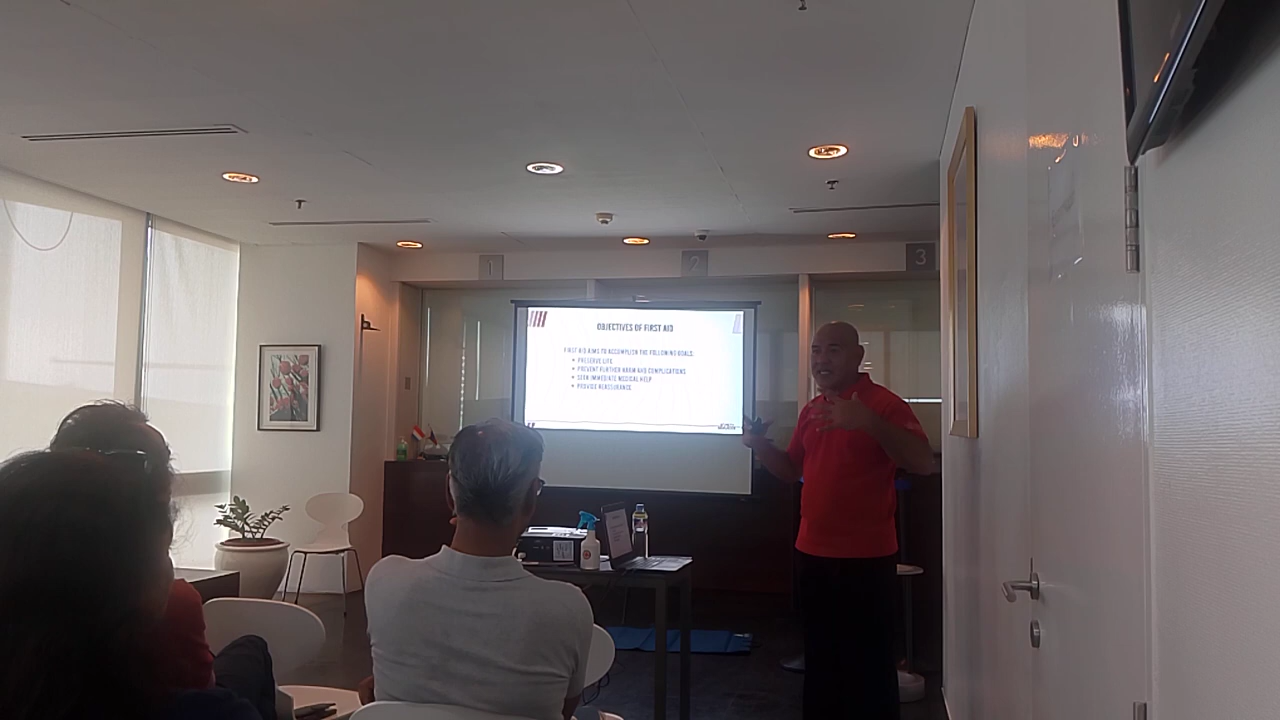 1
2
3
OBJECTIVES OF FIRST AID
FIRST AID AIMS TO ACCOMPLISH THE FOLLOWING GOALS:
PRESERVE LIFE
PREVENT FURTHER HARM AND COMPLICATIONS
SEEK IMMEDIATE MEDICAL HELP
PROVIDE REASSURANCE